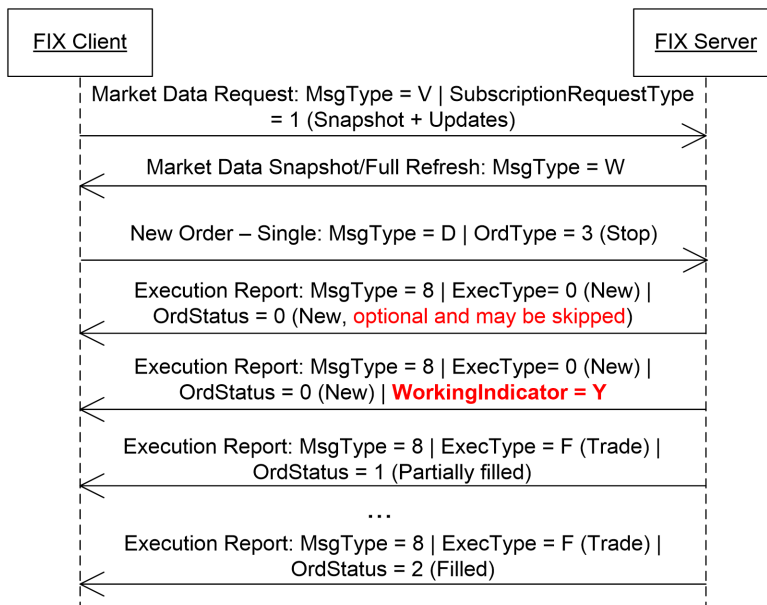 FIX Client
FIX Server
Market Data Request: MsgType = V | SubscriptionRequestType
= 1 (Snapshot + Updates)
Market Data Snapshot/Full Refresh: MsgType = W
New Order – Single: MsgType = D | OrdType = 3 (Stop)
Execution Report: MsgType = 8 | ExecType= 0 (New) |
OrdStatus = 0 (New, optional and may be skipped)
Execution Report: MsgType = 8 | ExecType= 0 (New) |
OrdStatus = 0 (New) | WorkingIndicator = Y
Execution Report: MsgType = 8 | ExecType = F (Trade) |
OrdStatus = 1 (Partially filled)
...
Execution Report: MsgType = 8 | ExecType = F (Trade) |
OrdStatus = 2 (Filled)